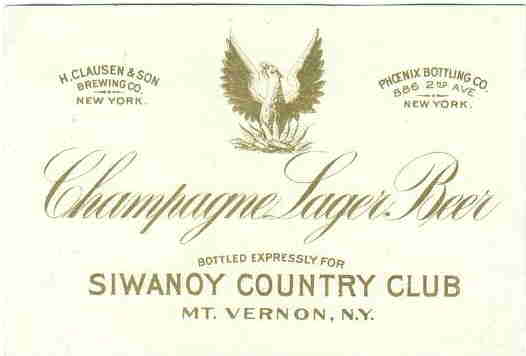 H. CLAUSEN & SON
BREWING CO.
NEW YORK.
PHŒNIX BOTTLING CO.
886 2ND AVE.
NEW YORK.
Champagne Lager Beer
BOTTLED EXPRESSLY FOR
SIWANOY COUNTRY CLUB
MT. VERNON, N.Y.